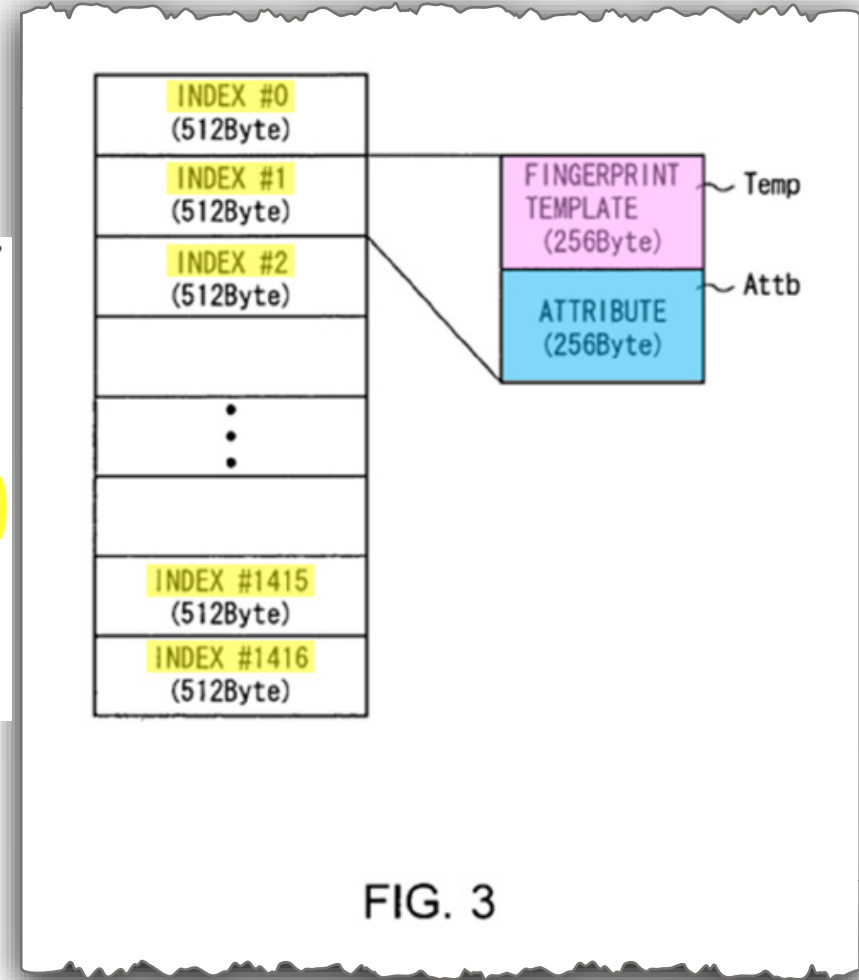 INDEX #0
(512Byte)
INDEX #1
(512Byte)
INDEX #2
(512Byte)
INDEX #1415
(512Byte)
INDEX #1416
(512Byte)
FINGERPRINT
TEMPLATE
(256Byte)
Temp
ATTRIBUTE
(256Byte)
Attb
FIG. 3